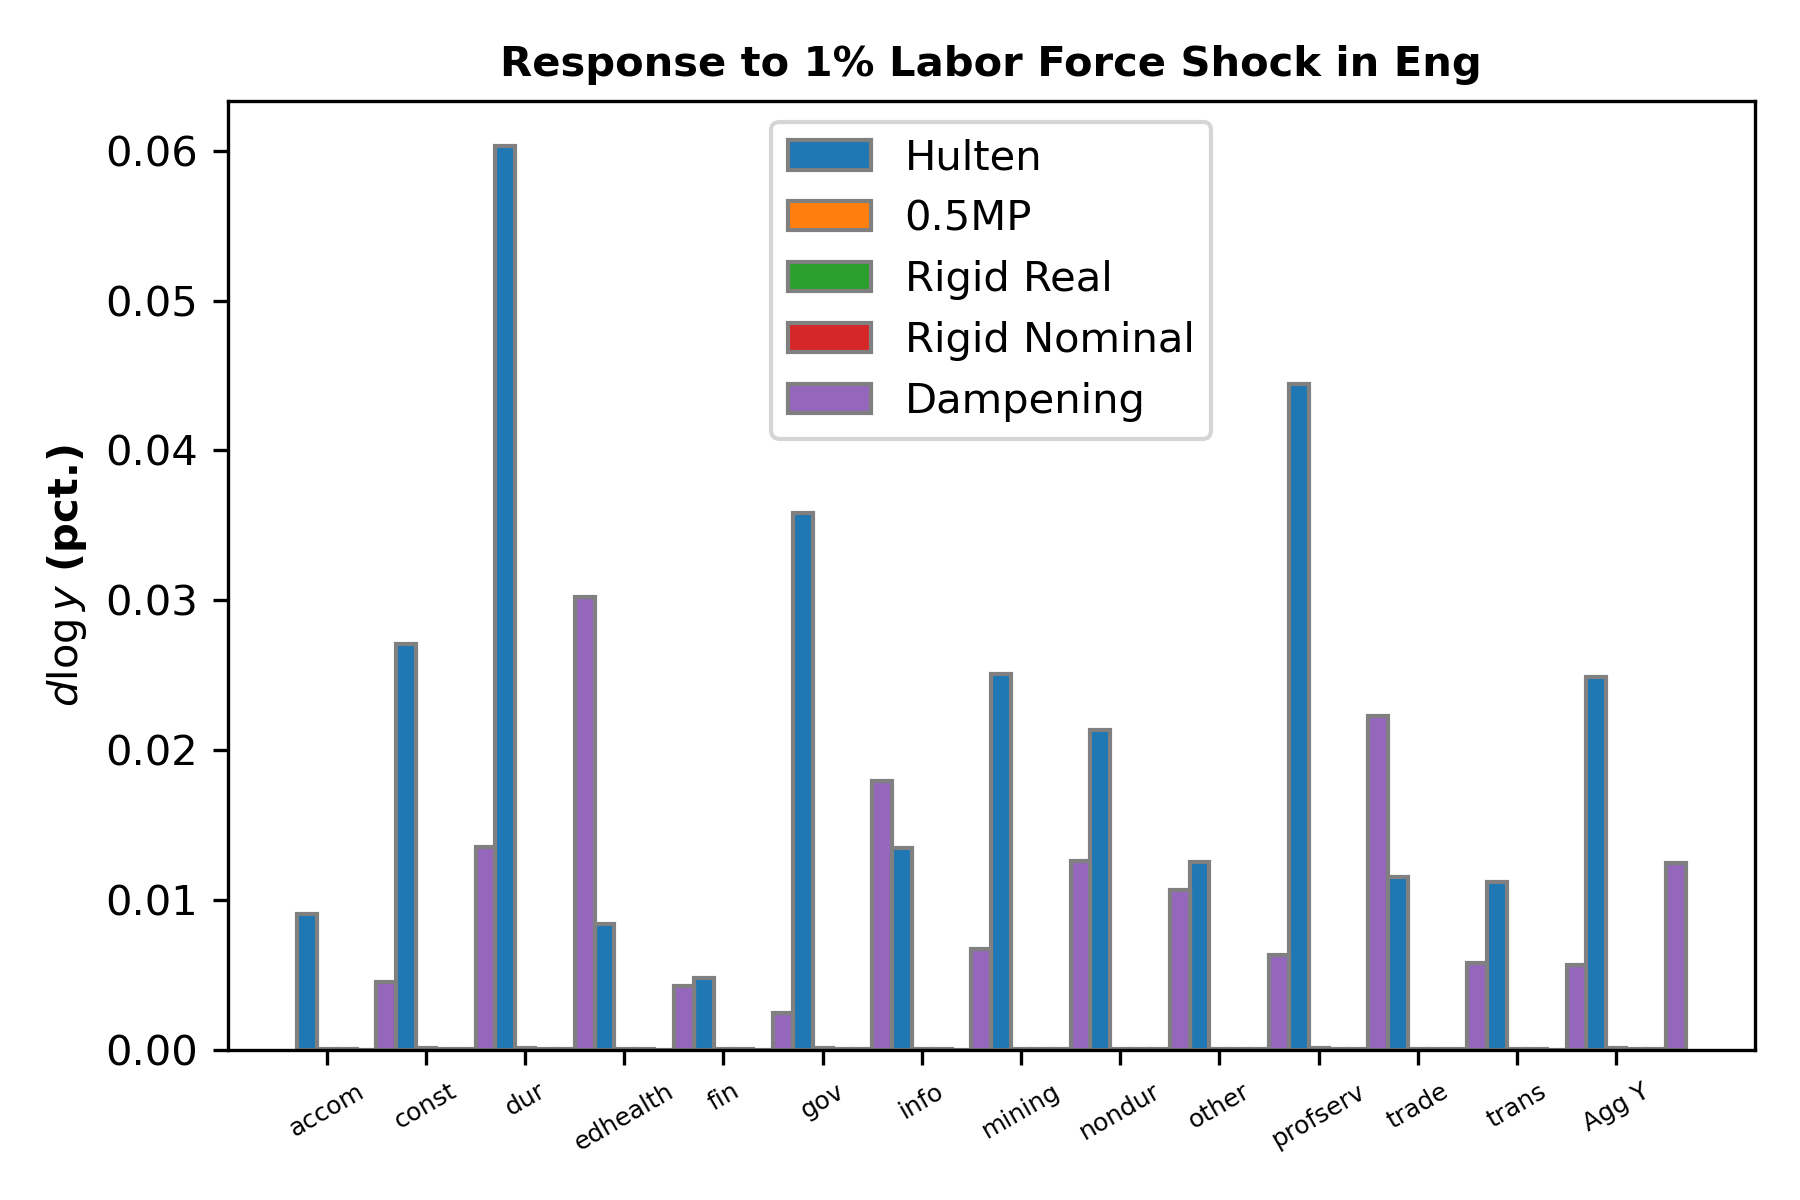 Response to 1% Labor Force Shock in Eng
Hulten
0.5MP
Rigid Real
Rigid Nominal
Dampening
dlog y (pct.)
0.06
0.05
0.04
0.03
0.02
0.01
0.00
accom
const
dur
edhealth
fin
gov
info
mining
nondur
other
profserv
trade
trans
Agg Y